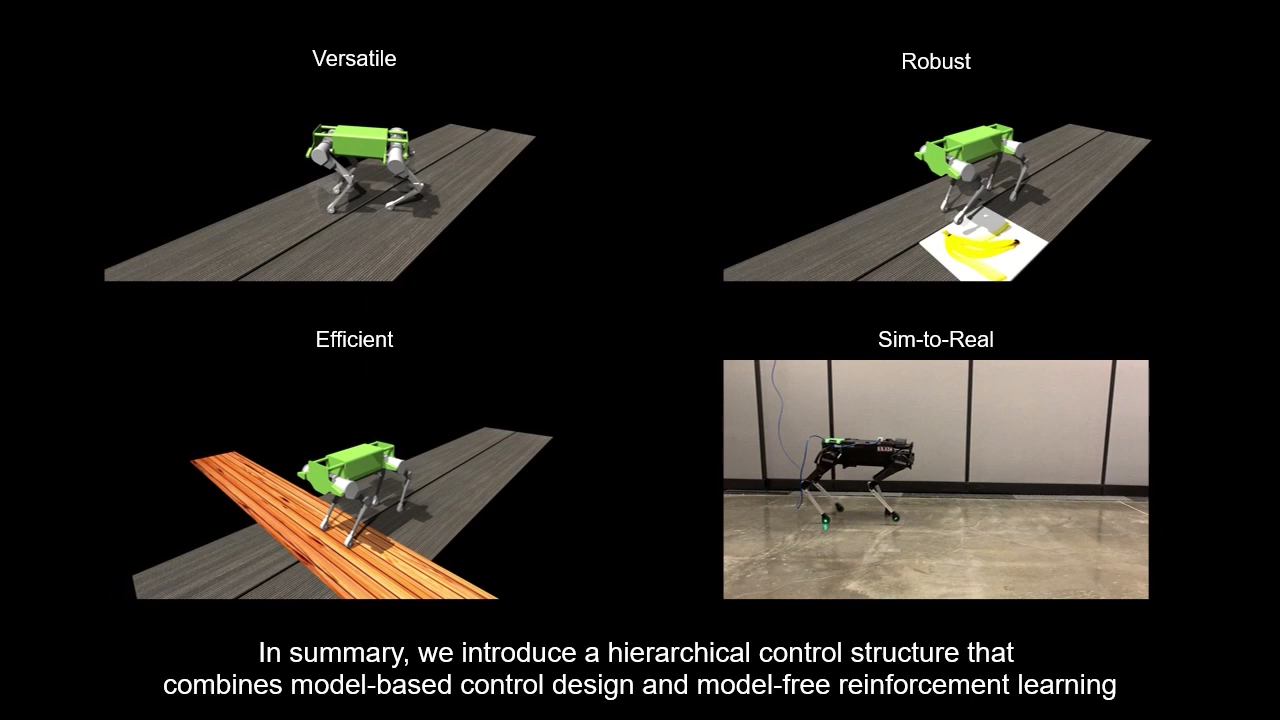 Versatile
Robust
Efficient
Sim-to-Real
In summary, we introduce a hierarchical control structure that
combines model-based control design and model-free reinforcement learning